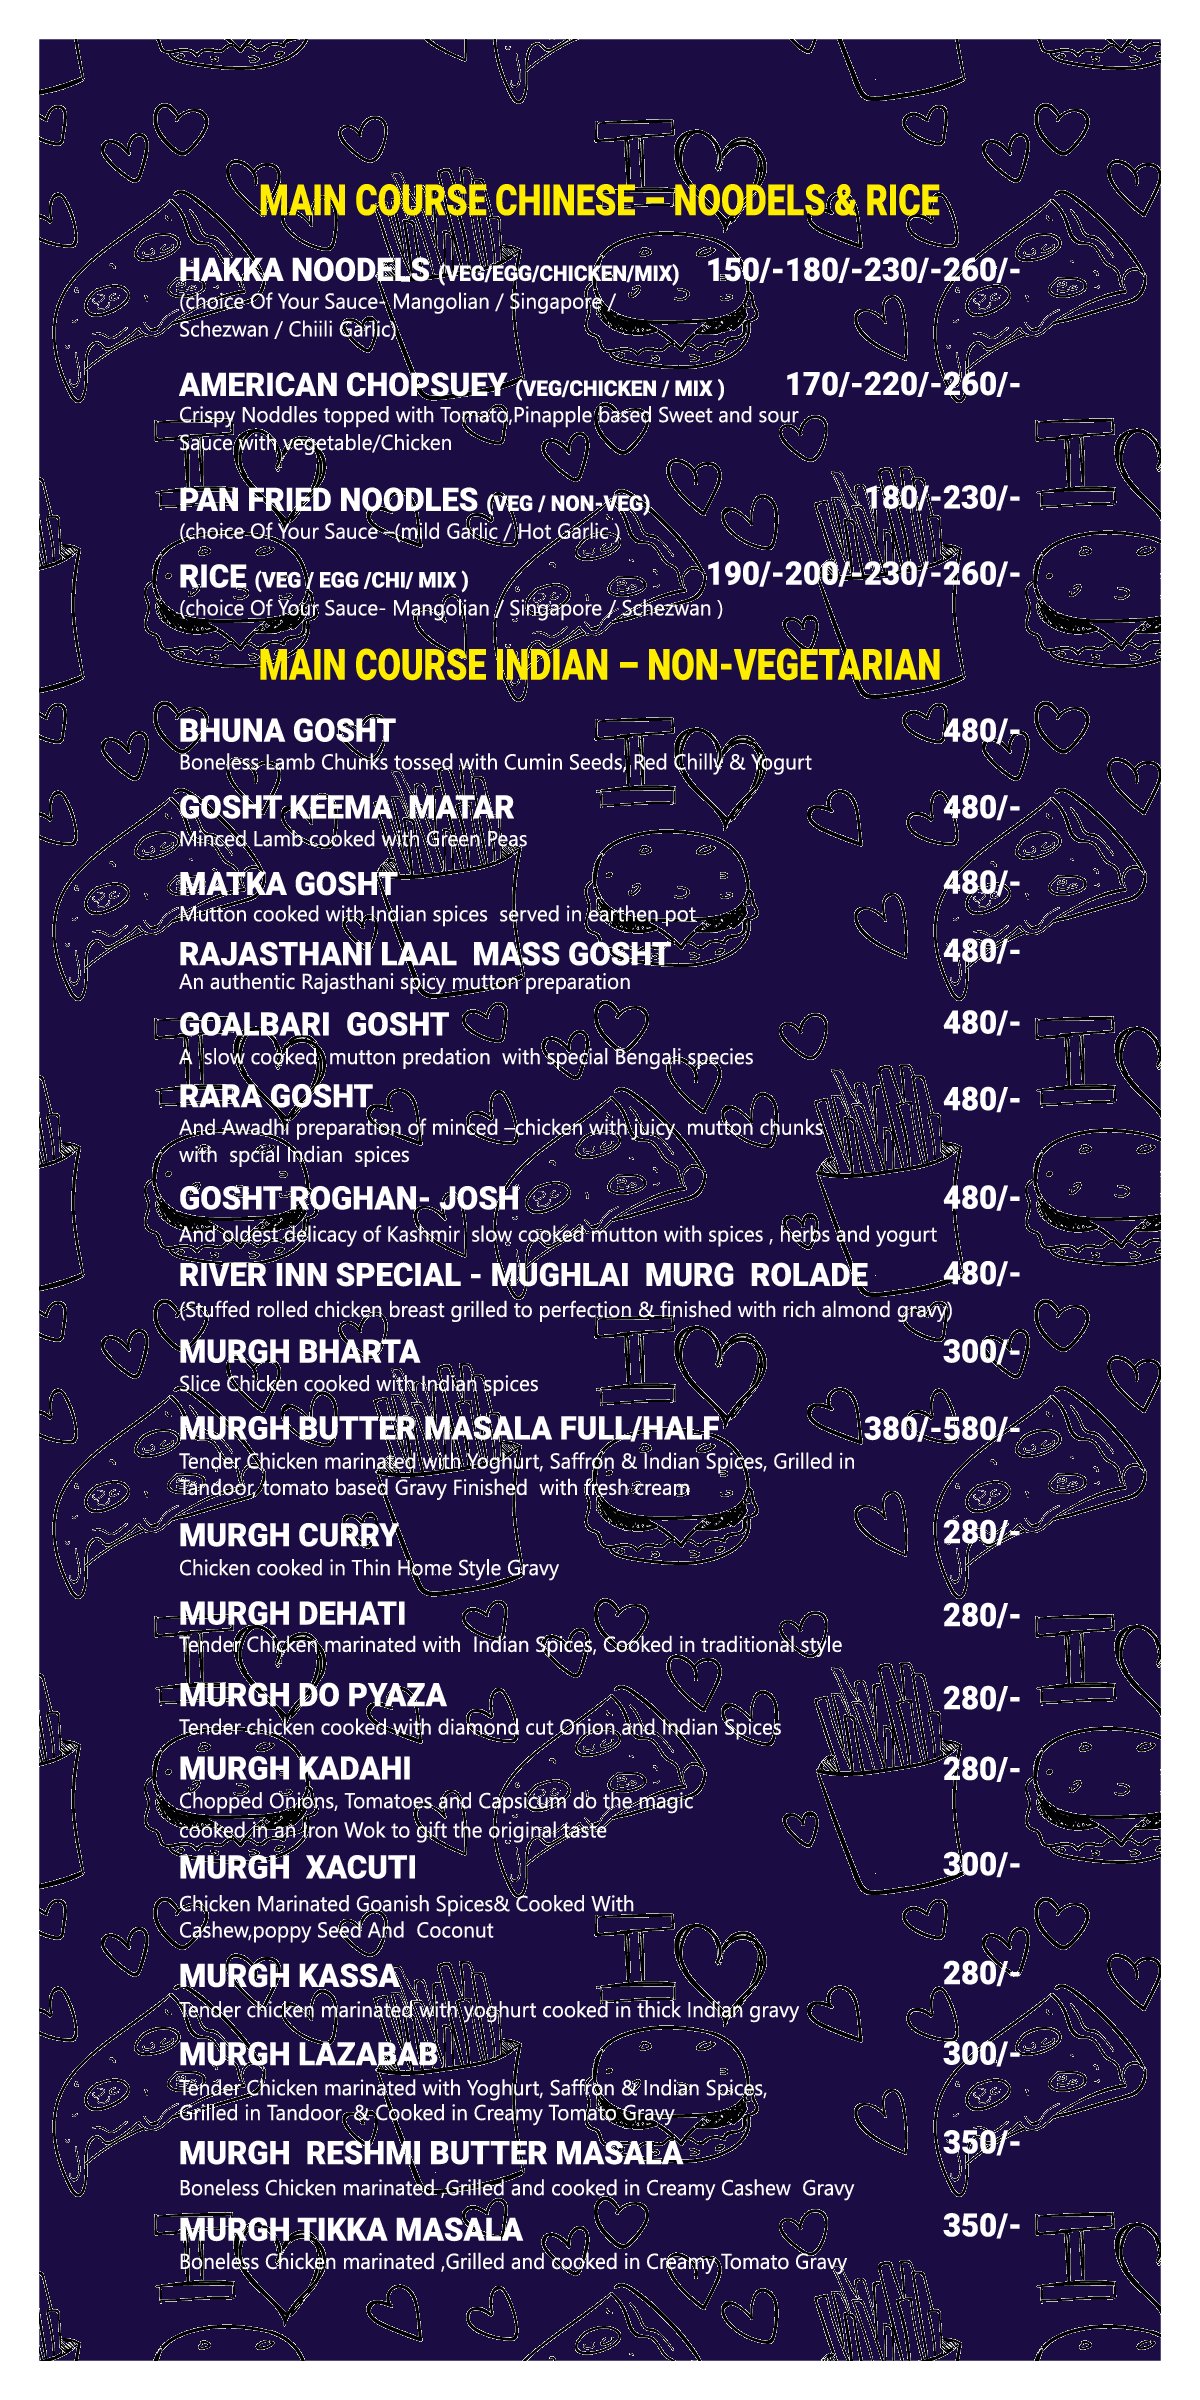 MAIN COURSE CHINESE – NOODELS & RICE
HAKKA NOODELS (VEG/EGG/CHICKEN/MIX) 150/-180/-230/-260/-
(choice Of Your Sauce- Mangolian / Singapore /
Schezwan / Chiili Garlic)
AMERICAN CHOPSUEY (VEG/CHICKEN / MIX ) 170/-220/-260/-
Crispy Noddles topped with Tomato,Pinapple based Sweet and sour
Sauce with vegetable/Chicken
PAN FRIED NOODLES (VEG / NON-VEG) 180/-230/-
(choice Of Your Sauce –(mild Garlic / Hot Garlic )
RICE (VEG / EGG /CHI/ MIX ) 190/-200/-230/-260/-
(choice Of Your Sauce- Mangolian / Singapore / Schezwan )
MAIN COURSE INDIAN – NON-VEGETARIAN
BHUNA GOSHT 480/-
Boneless Lamb Chunks tossed with Cumin Seeds, Red Chilly & Yogurt
GOSHT KEEMA MATAR 480/-
Minced Lamb cooked with Green Peas
MATKA GOSHT 480/-
Mutton cooked with Indian spices served in earthen pot
RAJASTHANI LAAL MASS GOSHT 480/-
An authentic Rajasthani spicy mutton preparation
GOALBARI GOSHT 480/-
A slow cooked mutton predation with special Bengali species
RARA GOSHT 480/-
And Awadhi preparation of minced –chicken with juicy mutton chunks
with spcial Indian spices
GOSHT ROGHAN- JOSH 480/-
And oldest delicacy of Kashmir slow cooked mutton with spices , herbs and yogurt
RIVER INN SPECIAL - MUGHLAI MURG ROLADE 480/-
(Stuffed rolled chicken breast grilled to perfection & finished with rich almond gravy)
MURGH BHARTA 300/-
Slice Chicken cooked with Indian spices
MURGH BUTTER MASALA FULL/HALF 380/-580/-
Tender Chicken marinated with Yoghurt, Saffron & Indian Spices, Grilled in
Tandoor, tomato based Gravy Finished with fresh cream
MURGH CURRY 280/-
Chicken cooked in Thin Home Style Gravy
MURGH DEHATI 280/-
Tender Chicken marinated with Indian Spices, Cooked in traditional style
MURGH DO PYAZA 280/-
Tender chicken cooked with diamond cut Onion and Indian Spices
MURGH KADAHI 280/-
Chopped Onions, Tomatoes and Capsicum do the magic
cooked in an Iron Wok to gift the original taste
MURGH XACUTI 300/-
Chicken Marinated Goanish Spices& Cooked With
Cashew,poppy Seed And Coconut
MURGH KASSA 280/-
Tender chicken marinated with yoghurt cooked in thick Indian gravy
MURGH LAZABAB 300/-
Tender Chicken marinated with Yoghurt, Saffron & Indian Spices,
Grilled in Tandoor & Cooked in Creamy Tomato Gravy
MURGH RESHMI BUTTER MASALA 350/-
Boneless Chicken marinated ,Grilled and cooked in Creamy Cashew Gravy
MURGH TIKKA MASALA 350/-
Boneless Chicken marinated ,Grilled and cooked in Creamy Tomato Gravy